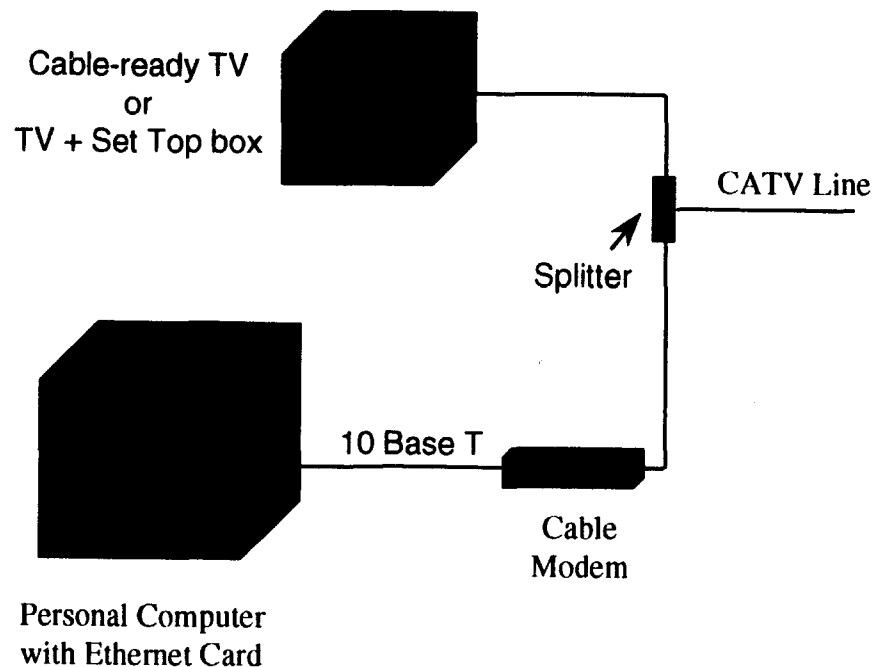 Cable-ready TV
or
TV + Set Top box
CATV Line
Splitter
10 Base T
Cable
Modem
Personal Computer
with Ethernet Card